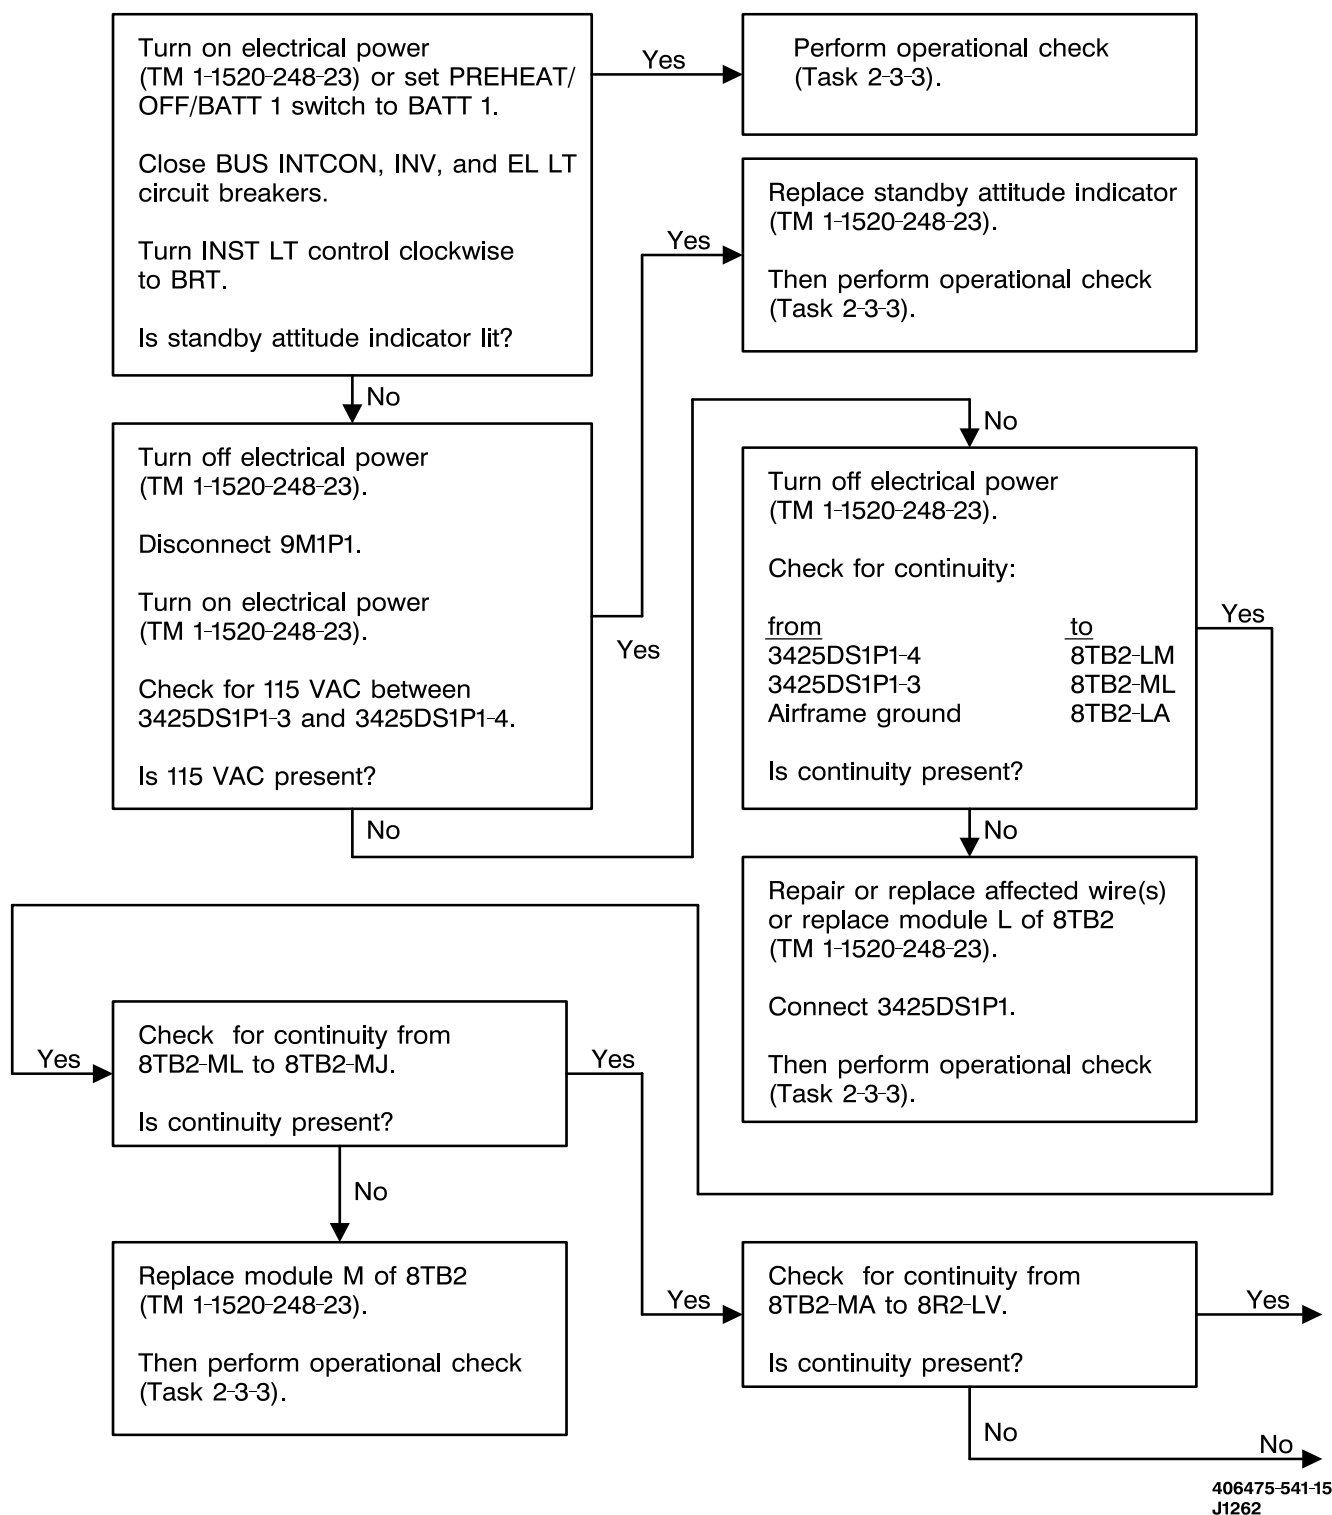 Turn on electrical power
(TM 1-1520-248-23) or set PREHEAT/
OFF/BATT 1 switch to BATT 1.
Close BUS INTCON, INV, and EL LT
circuit breakers.
Turn INST LT control clockwise
to BRT.
Is standby attitude indicator lit?
Yes
Perform operational check
(Task 2-3-3).
No
Turn off electrical power
(TM 1-1520-248-23).
Disconnect 9M1P1.
Turn on electrical power
(TM 1-1520-248-23).
Check for 115 VAC between
3425DS1P1-3 and 3425DS1P1-4.
Is 115 VAC present?
Yes
Yes
Replace standby attitude indicator
(TM 1-1520-248-23).
Then perform operational check
(Task 2-3-3).
No
No
Turn off electrical power
(TM 1-1520-248-23).
Check for continuity:
from to
3425DS1P1-4 8TB2-LM
3425DS1P1-3 8TB2-ML
Airframe ground 8TB2-LA
Is continuity present?
Yes
No
Repair or replace affected wire(s)
or replace module L of 8TB2
(TM 1-1520-248-23).
Connect 3425DS1P1.
Then perform operational check
(Task 2-3-3).
Yes
Check for continuity from
8TB2-ML to 8TB2-MJ.
Is continuity present?
Yes
No
Replace module M of 8TB2
(TM 1-1520-248-23).
Then perform operational check
(Task 2-3-3).
Yes
Check for continuity from
8TB2-MA to 8R2-LV.
Is continuity present?
Yes
No
No
406475-541-15
J1262